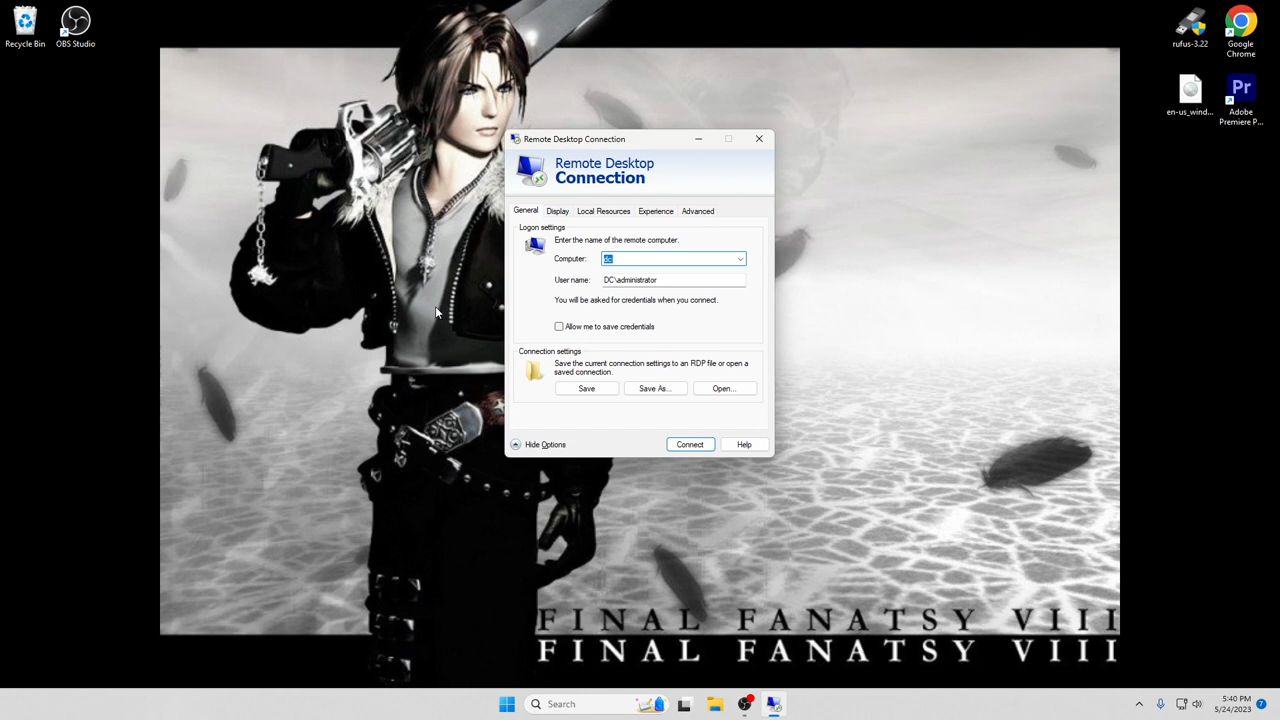 Recycle Bin
OBS Studio
rufus-3.22
Google
Chrome
en-us_wind...
Adobe
Premiere P...
Remote Desktop Connection
Remote Desktop
Connection
General
Display
Local Resources
Experience
Advanced
Logon settings
Enter the name of the remote computer.
Computer:
dc
User name:
DC\administrator
You will be asked for credentials when you connect.
Allow me to save credentials
Connection settings
Save the current connection settings to an RDP file or open a
saved connection.
Save
Save As...
Open...
Hide Options
Connect
Help
FINAL FANATSY VIII
FINAL FANATSY VIII
Search
Pr
5:40 PM
5/24/2023
7